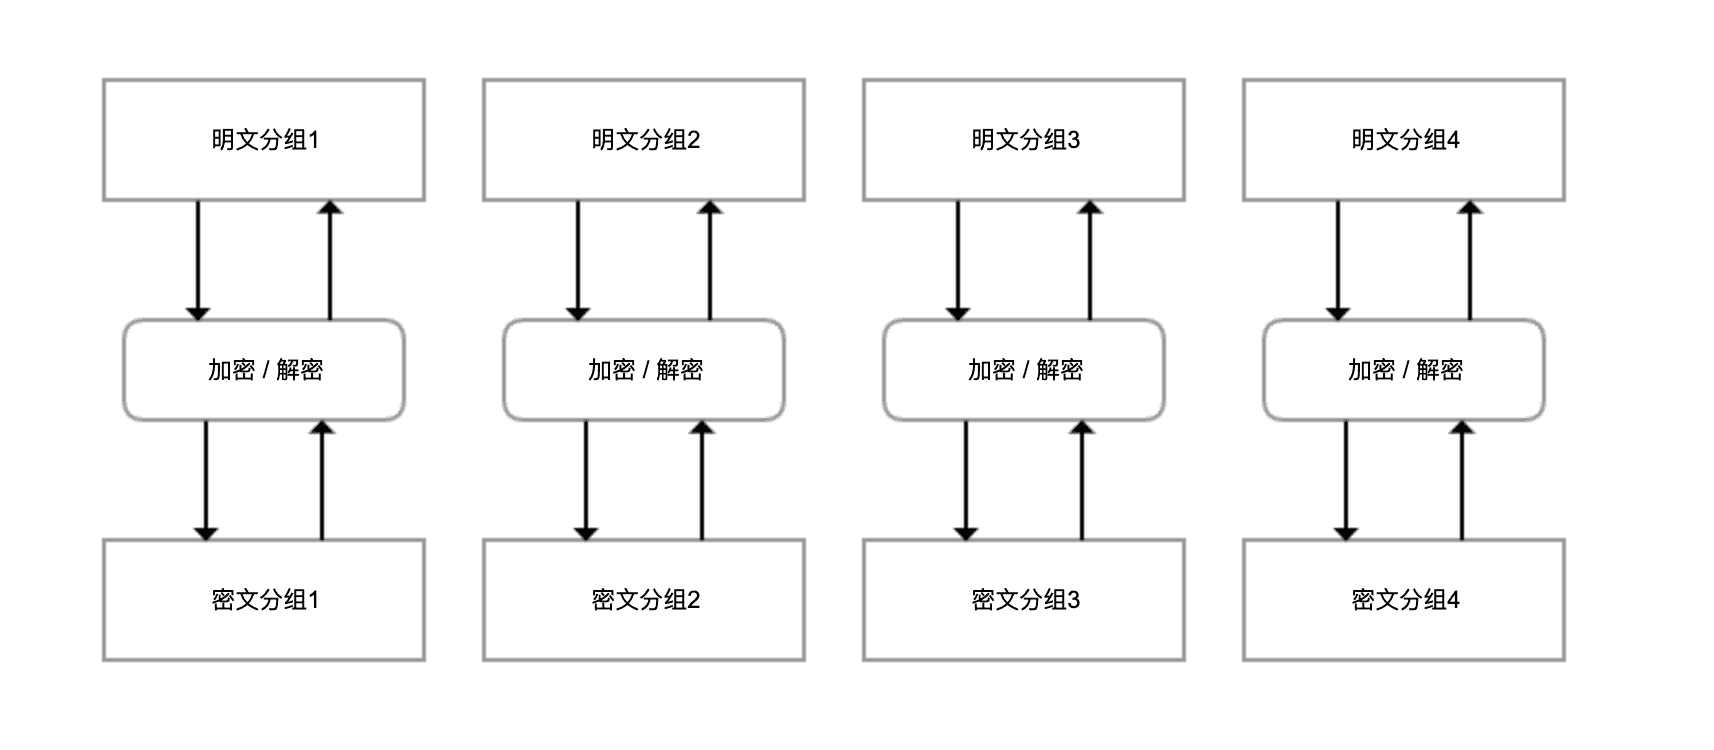 明文分组1
明文分组2
明文分组3
明文分组4
加密 / 解密
加密 / 解密
加密 / 解密
加密 / 解密
密文分组1
密文分组2
密文分组3
密文分组4